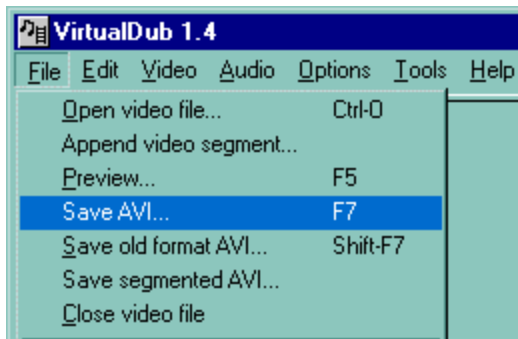 VirtualDub 1.4
File Edit Video Audio Options Tools Help
Open video file... Ctrl-O
Append video segment...
Preview... F5
Save AVI... F7
Save old format AVI... Shift-F7
Save segmented AVI...
Close video file